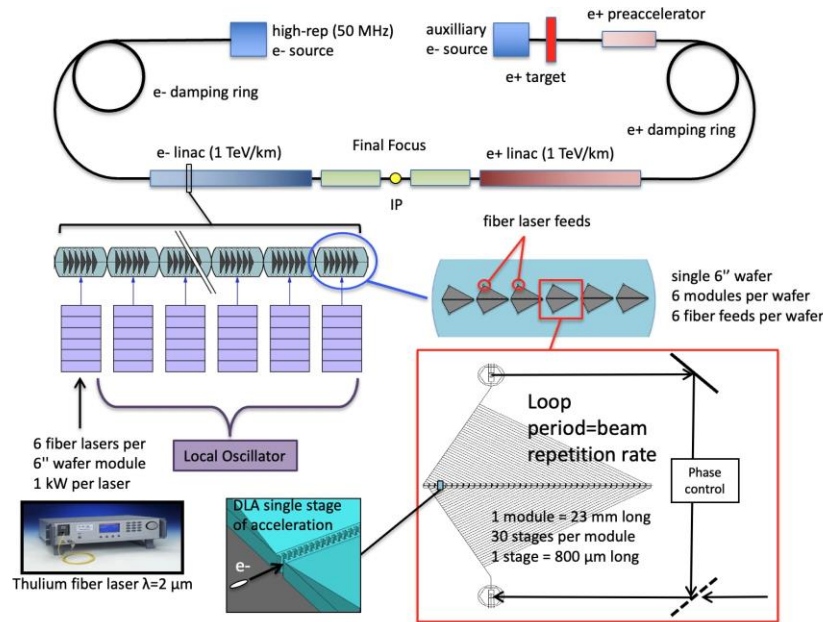 high-rep (50 MHz)
e- source
auxilliary
e- source
e+ preaccelerator
e+ target
e- damping ring
e+ damping ring
e- linac (1 TeV/km)
Final Focus
e+ linac (1 TeV/km)
IP
fiber laser feeds
single 6’’ wafer
6 modules per wafer
6 fiber feeds per wafer
Loop
period=beam
repetition rate
Phase
control
1 module = 23 mm long
30 stages per module
1 stage = 800 μm long
6 fiber lasers per
6’’ wafer module
1 kW per laser
Local Oscillator
DLA single stage
of acceleration
e-
Thulium fiber laser λ=2 μm